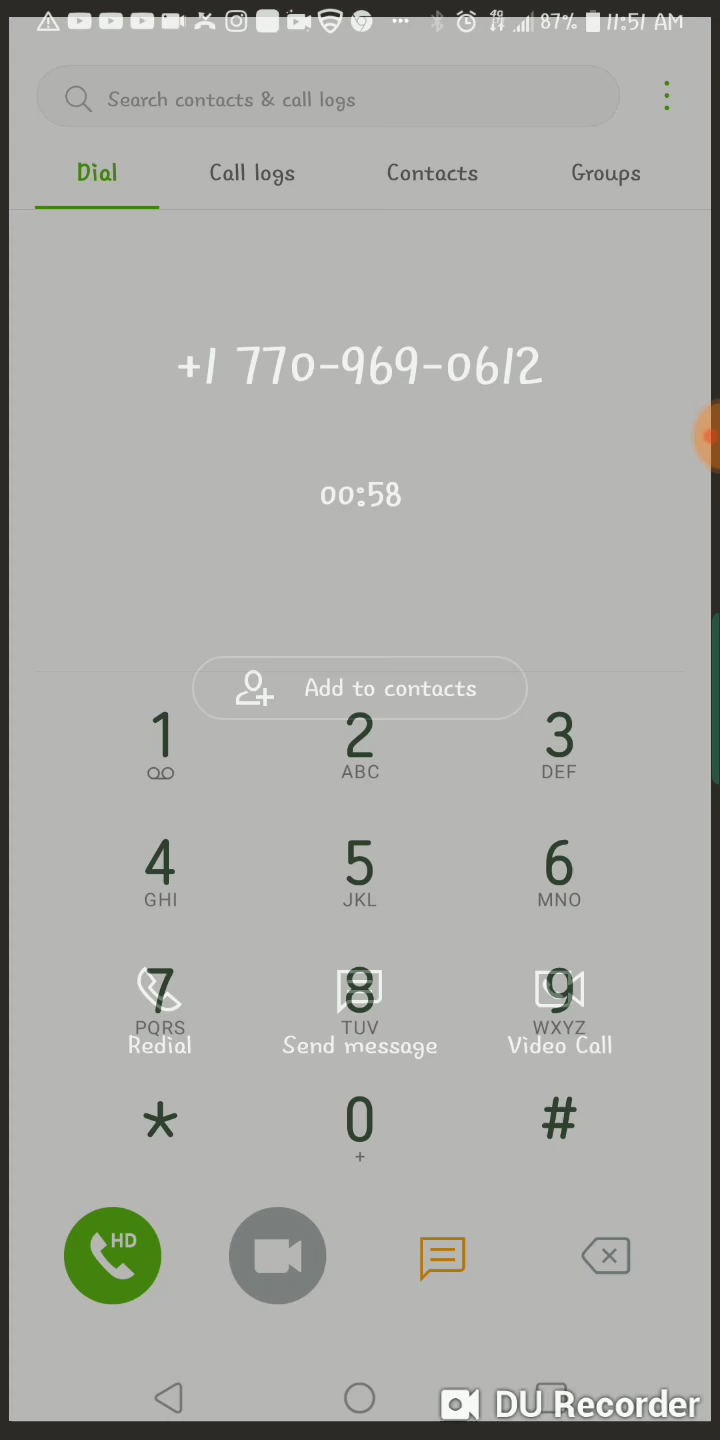 87% 11:51 AM
Search contacts & call logs
Dial Call logs Contacts Groups
+1 770-969-0612
00:58
Add to contacts
1 2 3
ABC DEF
4 5 6
GHI JKL MNO
7 8 9
PQRS TUV WXYZ
Redial Send message Video Call
* 0 #
+
HD
DU Recorder